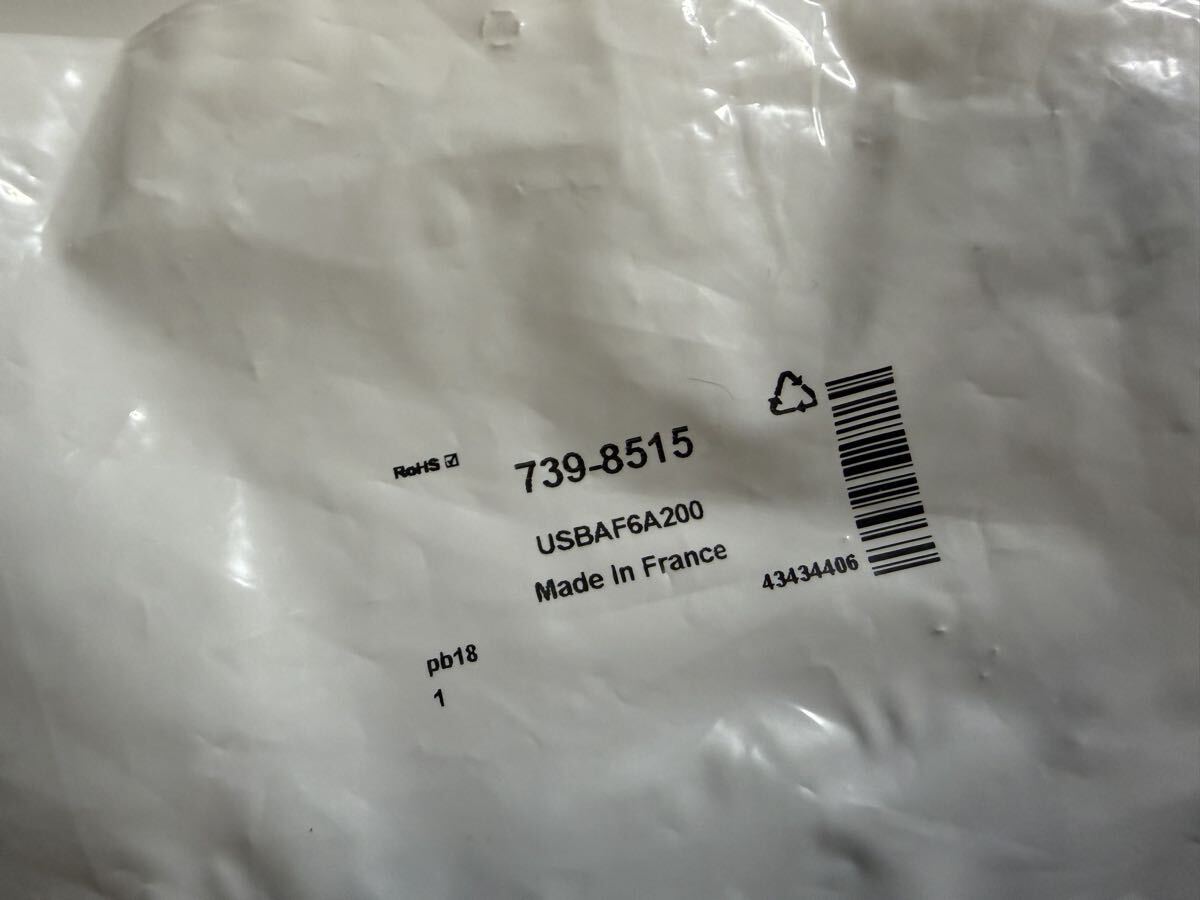 RoHS ☑
739-8515
USBAF6A200
Made In France
43434406
pb18
1